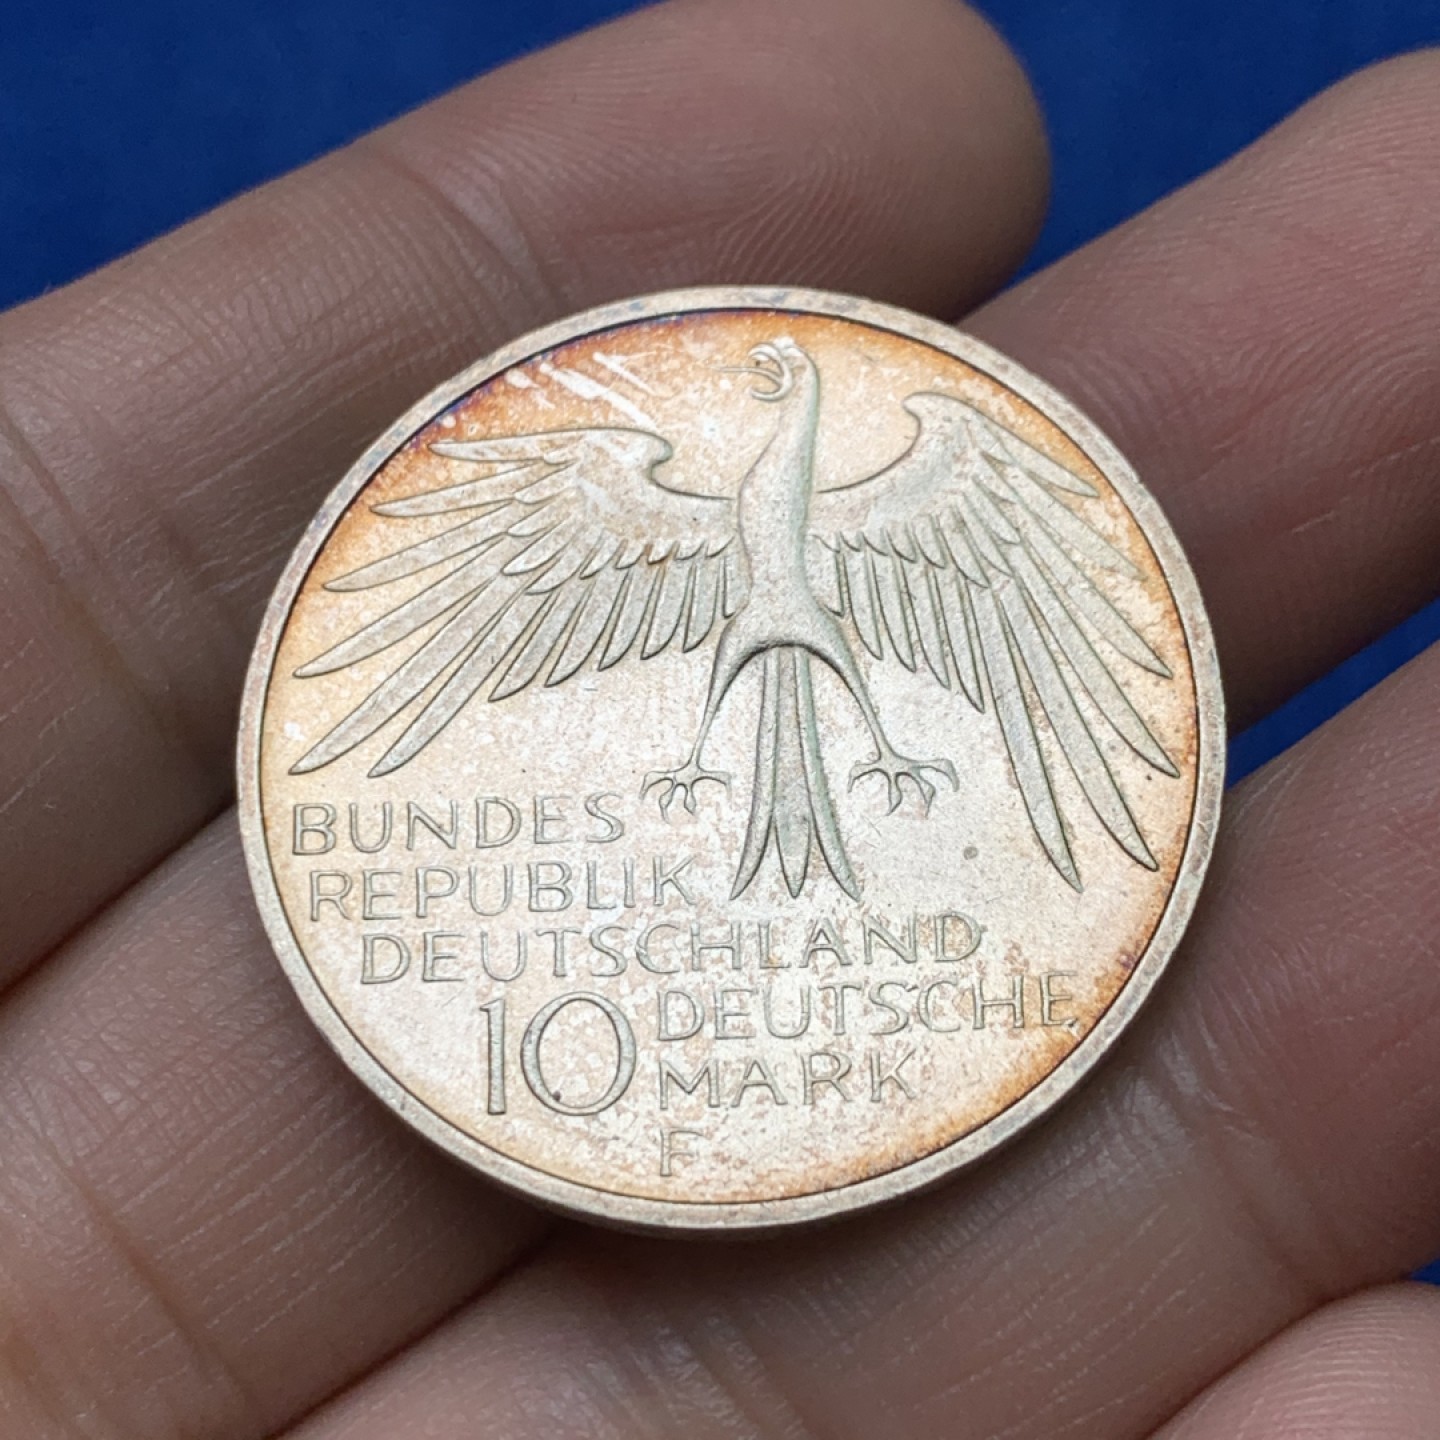 BUNDES
REPUBLIK
DEUTSCHLAND
10 DEUTSCHE
MARK
F